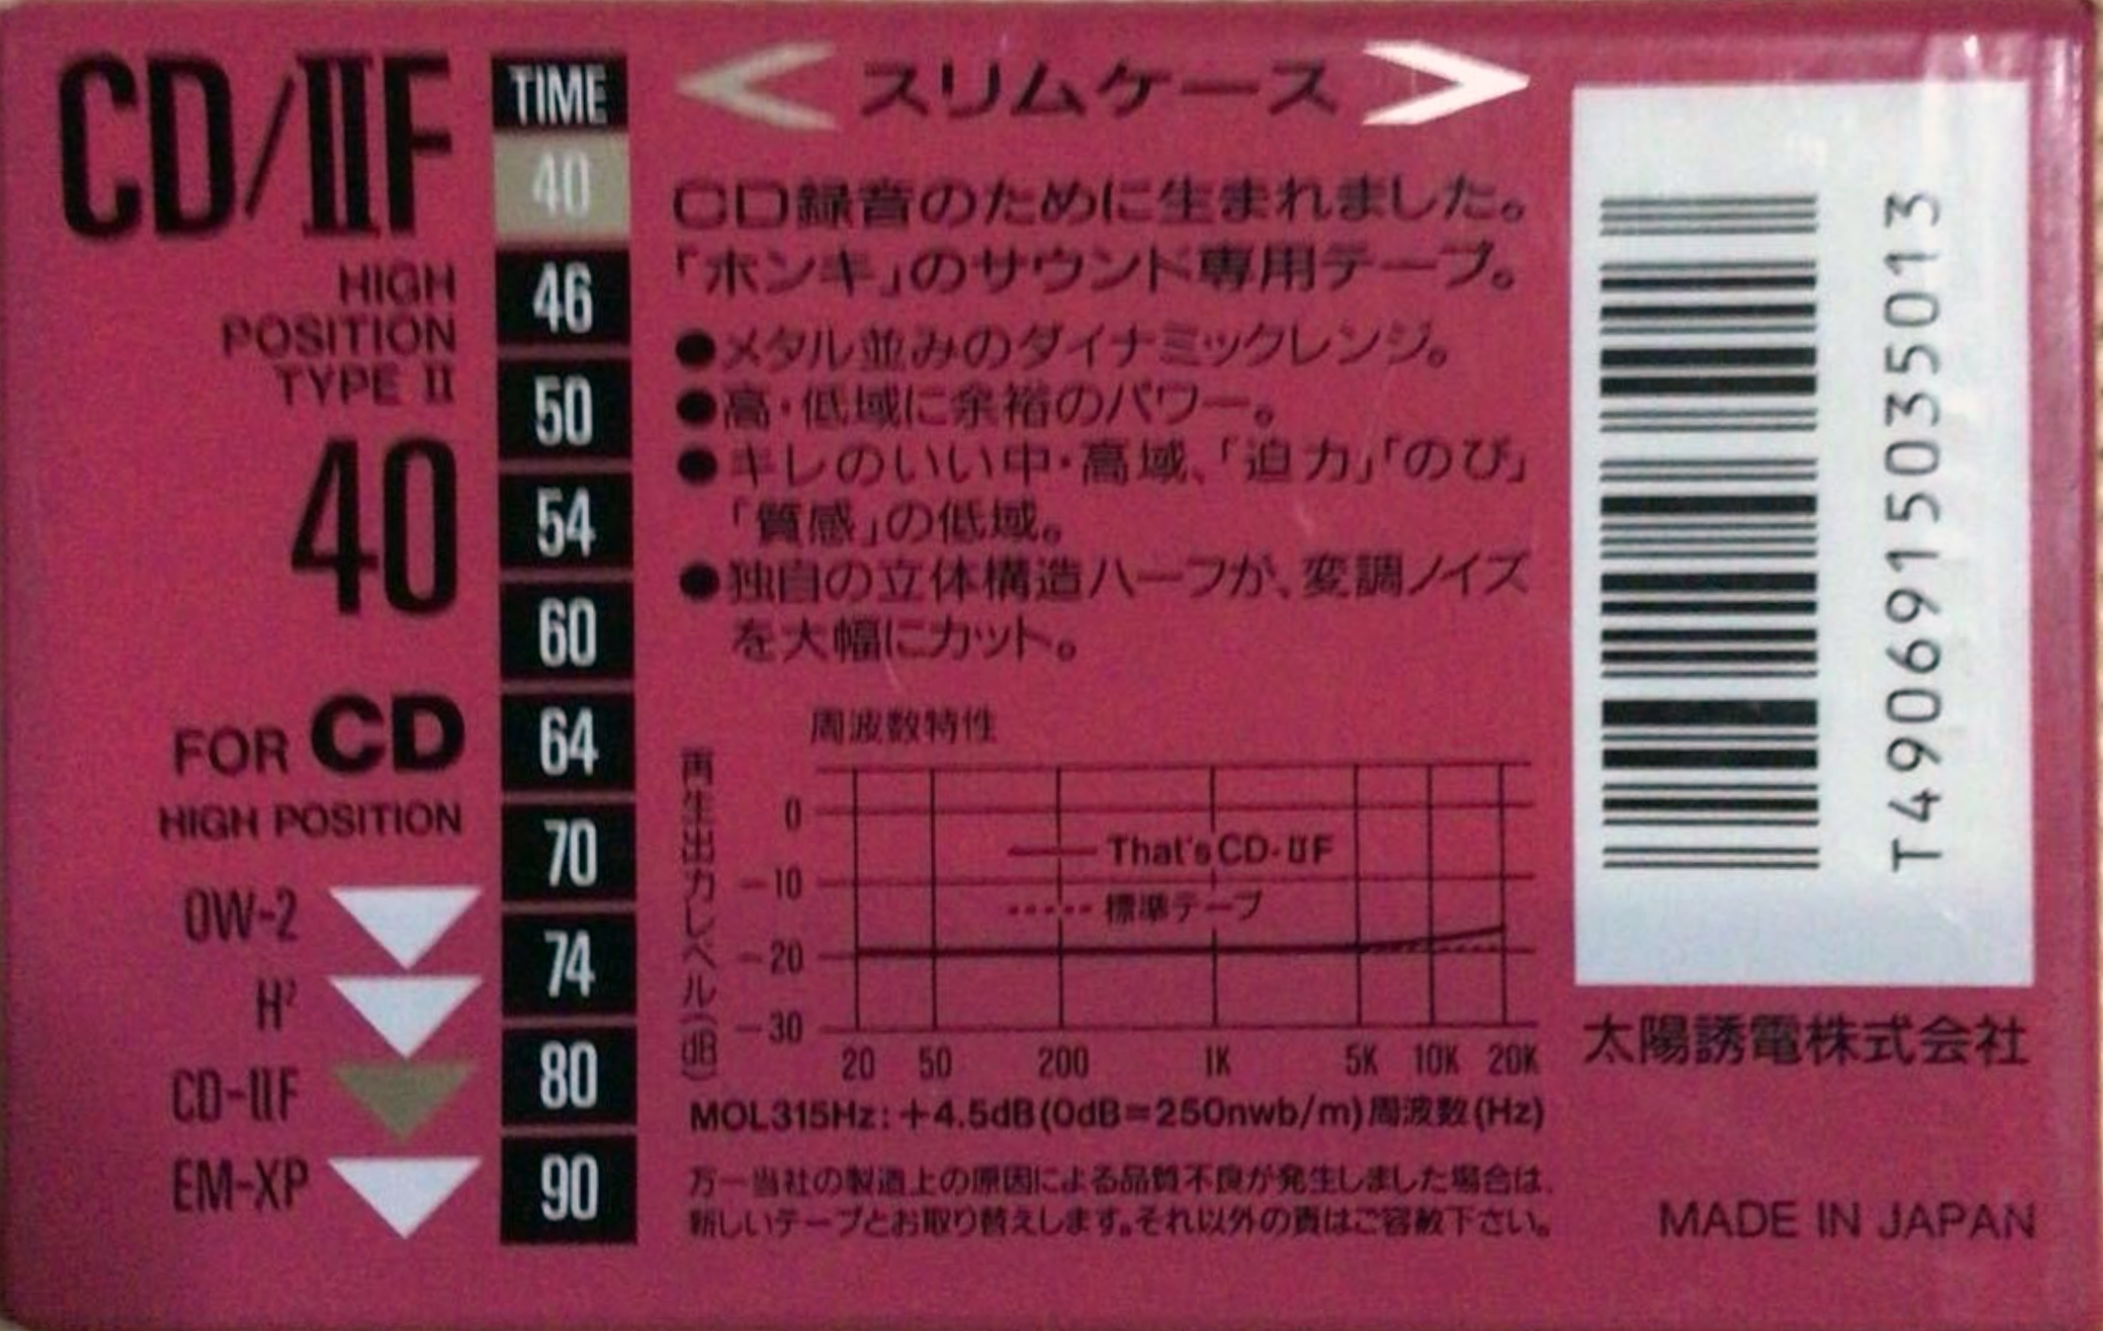 CD/ⅡF
HIGH
POSITION
TYPE Ⅱ
40
FOR CD
HIGH POSITION
OW-2
H²
CD-ⅡF
EM-XP
TIME
40
46
50
54
60
64
70
74
80
90
スリムケース
CD録音のために生まれました。
「ホンキ」のサウンド専用テープ。
●メタル並みのダイナミックレンジ。
●高・低域に余裕のパワー。
●キレのいい中・高域、「迫力」「のび」
「質感」の低域。
●独自の立体構造ハーフが、変調ノイズ
を大幅にカット。
周波数特性
再生出力レベル(dB)
0
-10
-20
-30
That's CD-ⅡF
標準テープ
20 50 200 1K 5K 10K 20K
MOL315Hz:+4.5dB(0dB=250nwb/m)周波数(Hz)
万一当社の製造上の原因による品質不良が発生しました場合は、
新しいテープとお取り替えします。それ以外の責はご容赦下さい。
T4906915035013
太陽誘電株式会社
MADE IN JAPAN